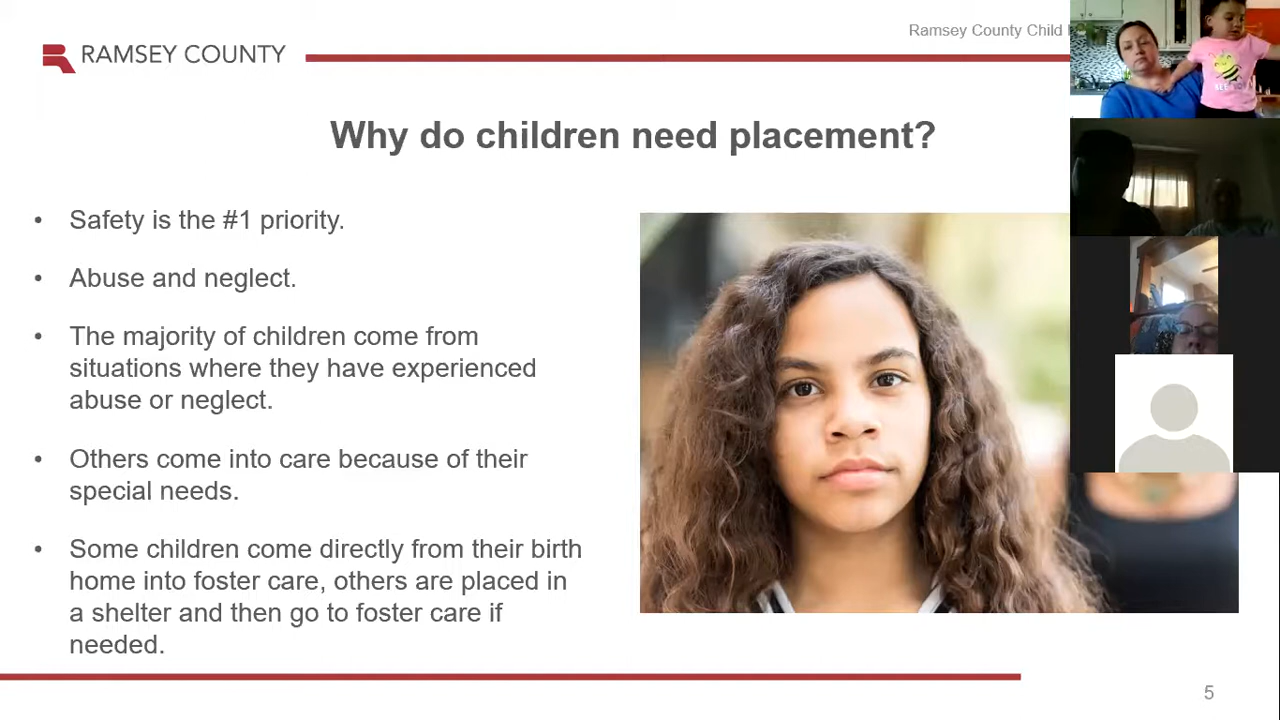 RAMSEY COUNTY
Ramsey County Child
Why do children need placement?
• Safety is the #1 priority.
• Abuse and neglect.
• The majority of children come from
situations where they have experienced
abuse or neglect.
• Others come into care because of their
special needs.
• Some children come directly from their birth
home into foster care, others are placed in
a shelter and then go to foster care if
needed.
5